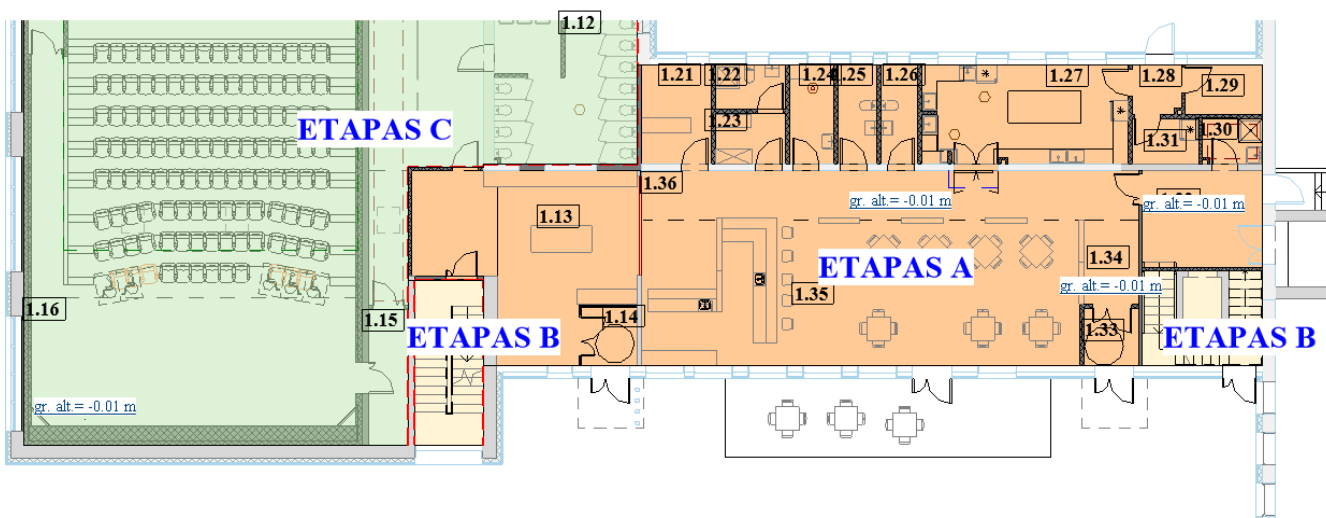 1.12
1.21
1.22
1.24
1.25
1.26
1.27
1.28
1.29
ETAPAS C
1.23
1.30
1.31
1.36
1.13
gr. alt.= -0.01 m
gr. alt.= -0.01 m
ETAPAS A
1.34
1.35
gr. alt.= -0.01 m
1.16
1.15
1.14
1.33
ETAPAS B
ETAPAS B
gr. alt.= -0.01 m